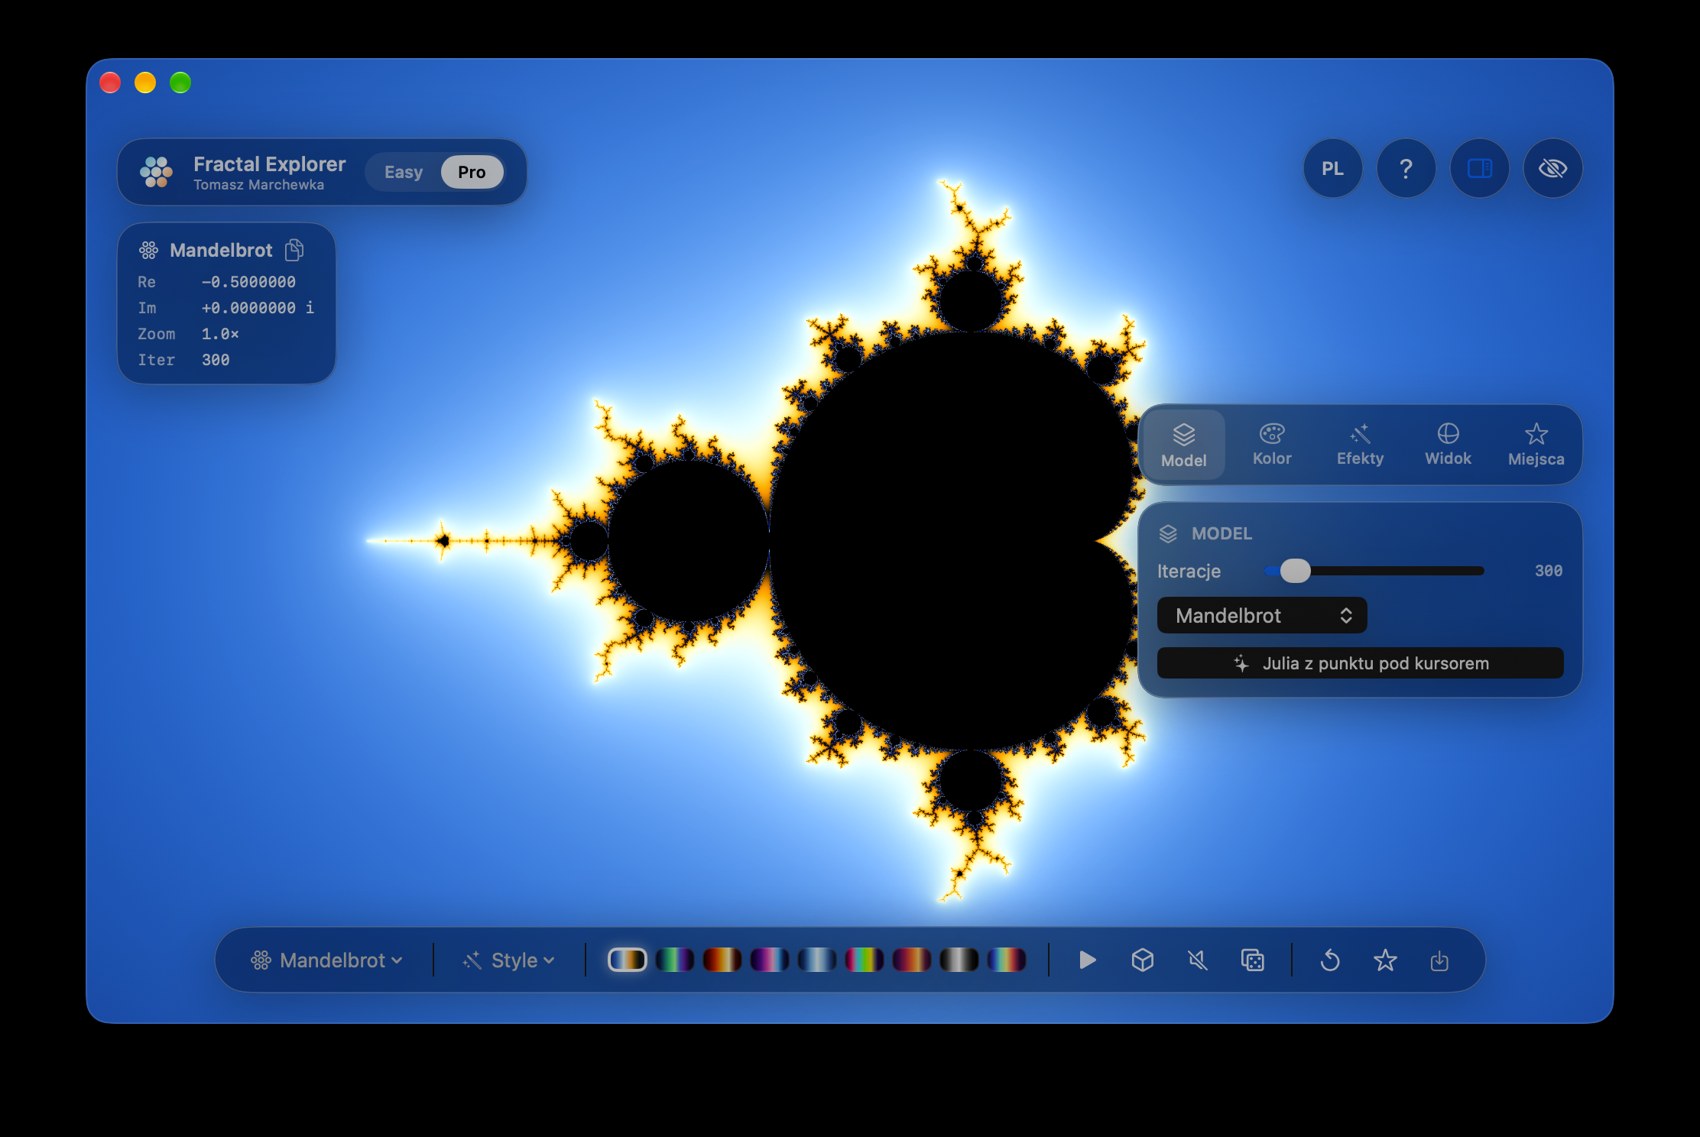 Fractal Explorer
Tomasz Marchewka
Easy
Pro
PL
?
Mandelbrot
Re −0.5000000
Im +0.0000000 i
Zoom 1.0×
Iter 300
Model
Kolor
Efekty
Widok
Miejsca
MODEL
Iteracje 300
Mandelbrot
Julia z punktu pod kursorem
Mandelbrot
Style